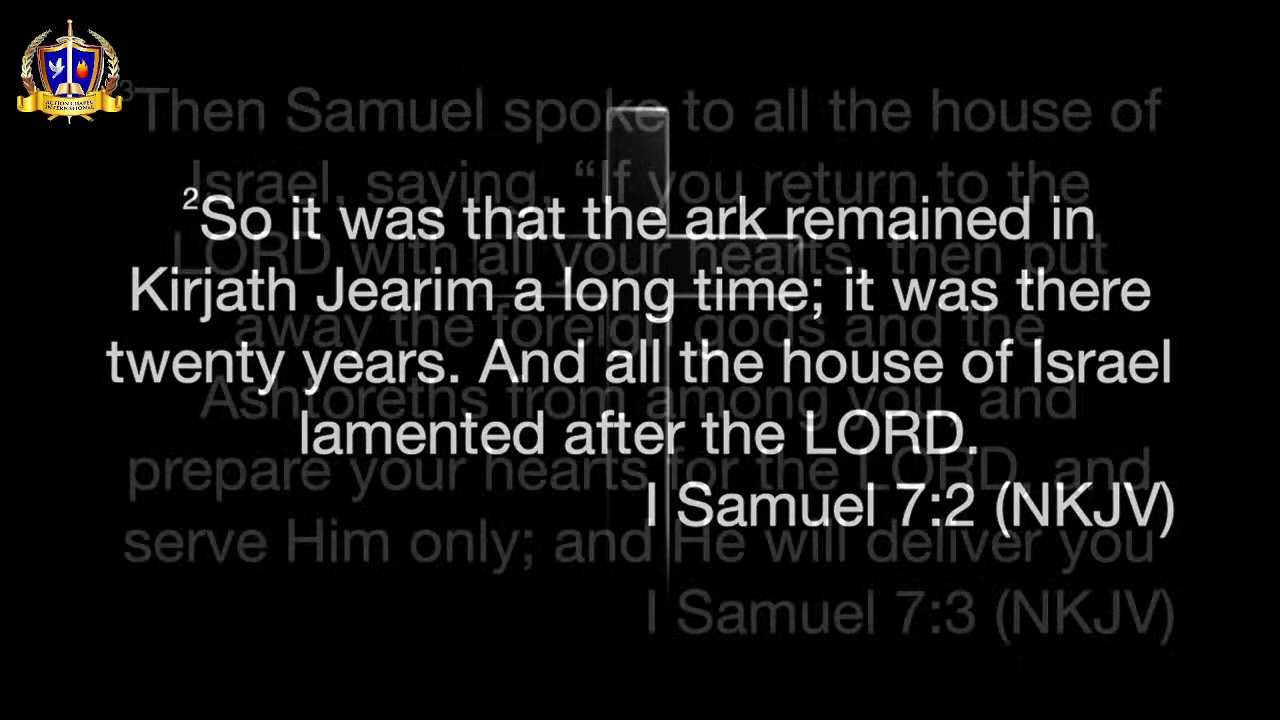 ACTION CHAPEL
INTERNATIONAL
²So it was that the ark remained in
Kirjath Jearim a long time; it was there
twenty years. And all the house of Israel
lamented after the LORD.
I Samuel 7:2 (NKJV)
³Then Samuel spoke to all the house of
Israel, saying, “If you return to the
LORD with all your hearts, then put
away the foreign gods and the
Ashtoreths from among you, and
prepare your hearts for the LORD, and
serve Him only; and He will deliver you
I Samuel 7:3 (NKJV)